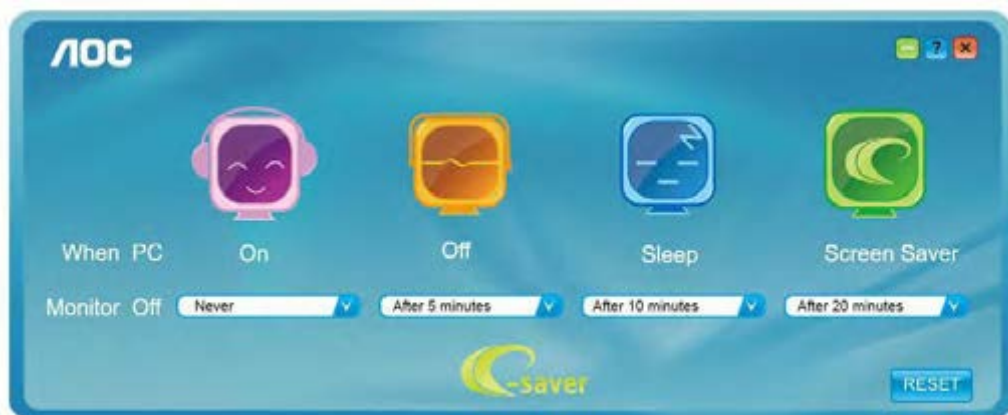 AOC
?
Z
When PC On Off Sleep Screen Saver
Monitor Off Never After 5 minutes After 10 minutes After 20 minutes
e-saver
RESET